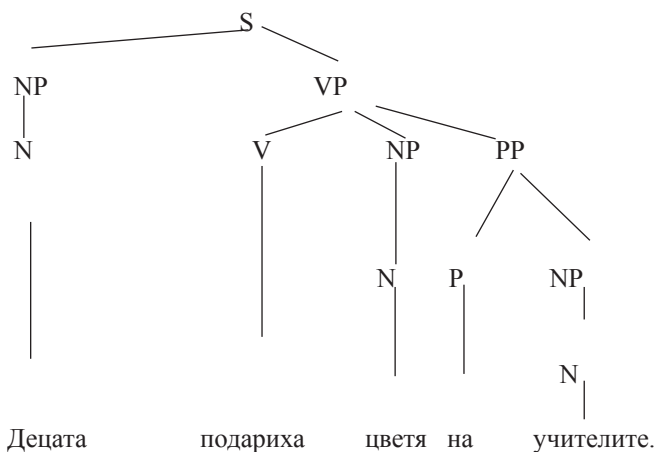 S
NP VP
N V NP PP
N P NP
N
Децата подариха цветя на учителите.